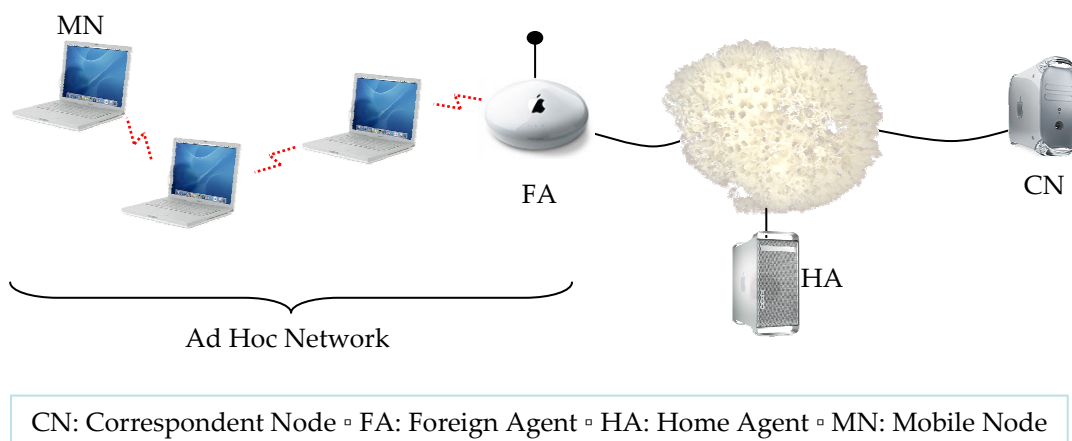 MN
FA
CN
HA
Ad Hoc Network
CN: Correspondent Node ▫ FA: Foreign Agent ▫ HA: Home Agent ▫ MN: Mobile Node